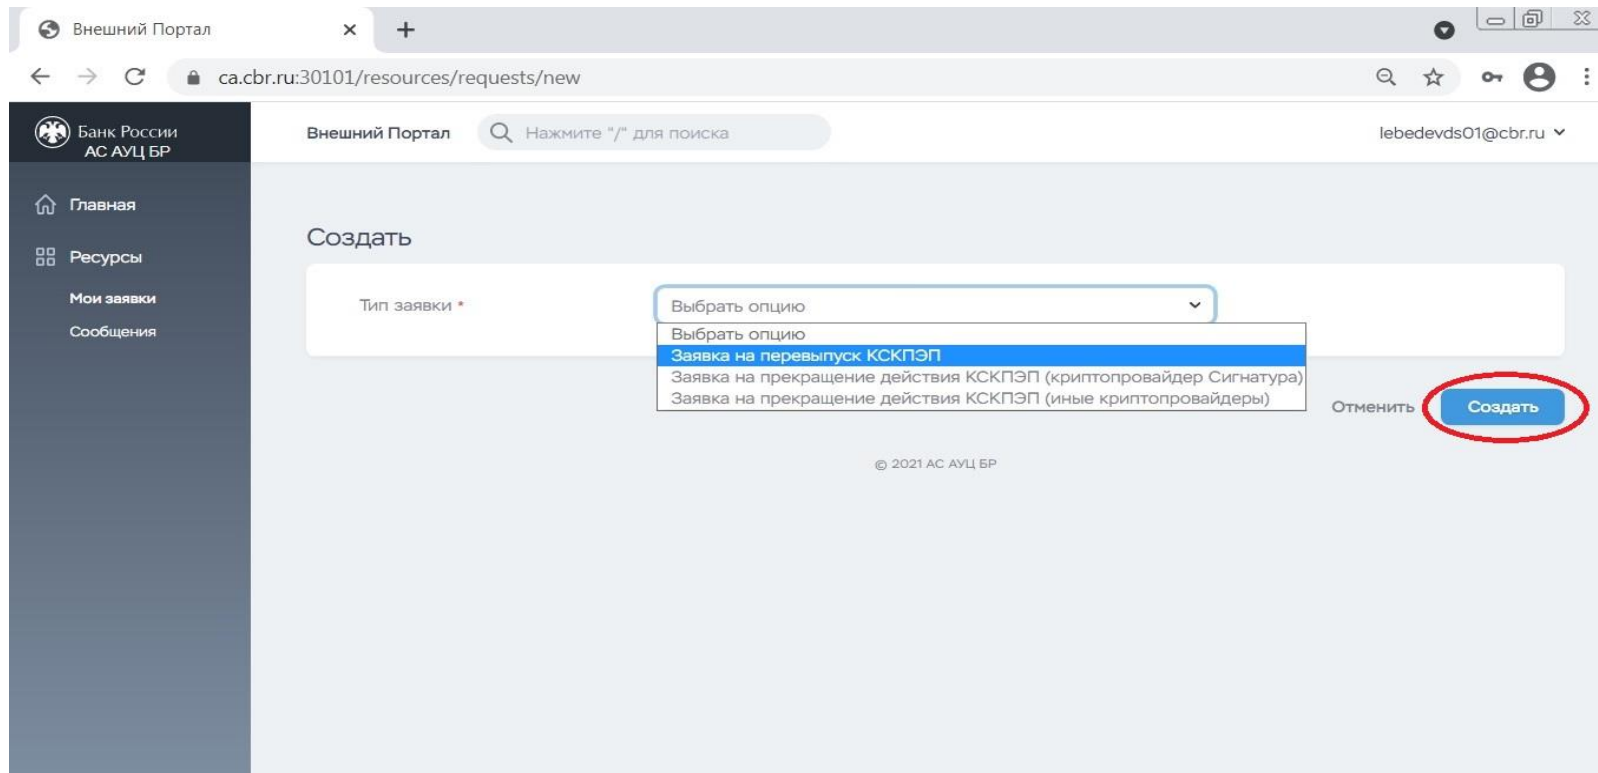 Внешний Портал
ca.cbr.ru:30101/resources/requests/new
Банк России
АС АУЦ БР
Внешний Портал
Нажмите "/" для поиска
lebedevds01@cbr.ru
Главная
Ресурсы
Мои заявки
Сообщения
Создать
Тип заявки *
Выбрать опцию
Выбрать опцию
Заявка на перевыпуск КСКПЭП
Заявка на прекращение действия КСКПЭП (криптопровайдер Сигнатура)
Заявка на прекращение действия КСКПЭП (иные криптопровайдеры)
Отменить
Создать
© 2021 АС АУЦ БР